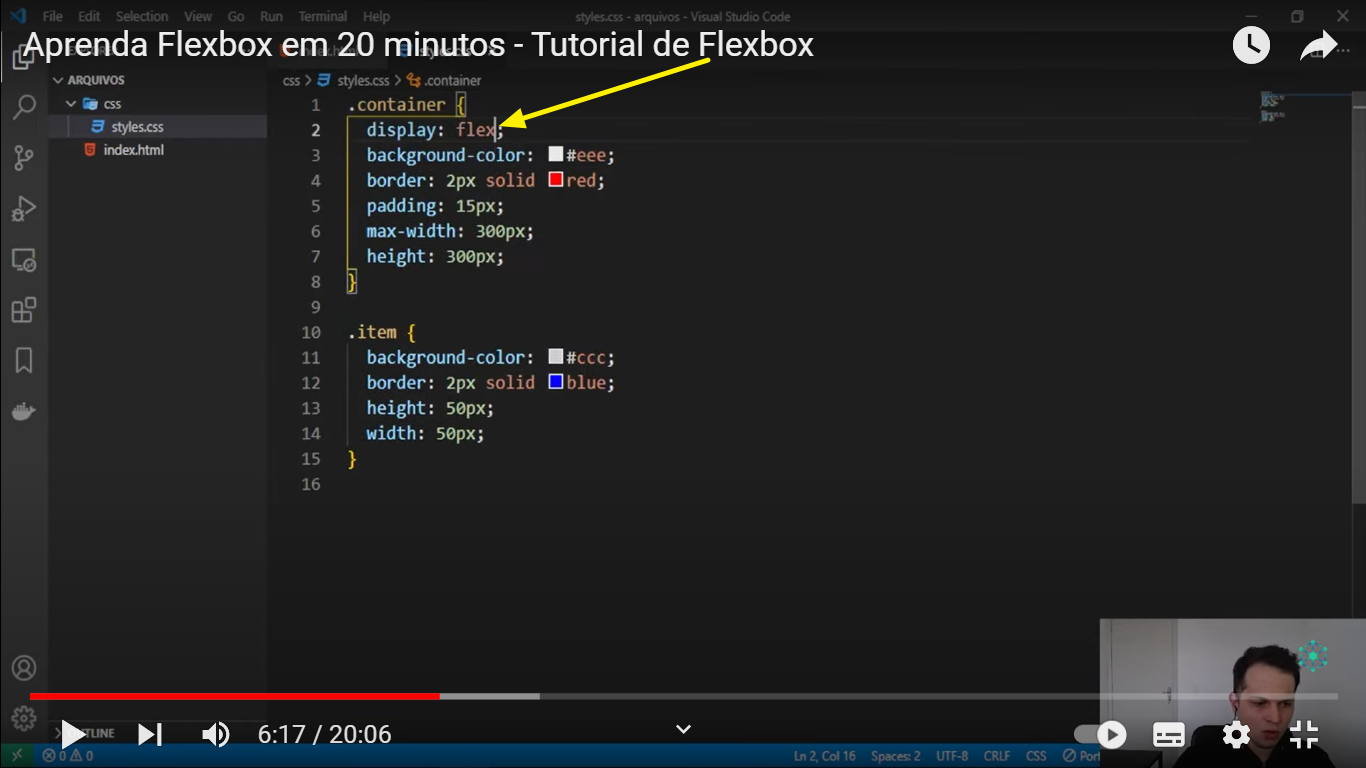 File Edit Selection View Go Run Terminal Help
styles.css - arquivos - Visual Studio Code
Aprenda Flexbox em 20 minutos - Tutorial de Flexbox
ARQUIVOS
css
styles.css
index.html
css > styles.css > .container
1 .container {
2 display: flex;
3 background-color: #eee;
4 border: 2px solid red;
5 padding: 15px;
6 max-width: 300px;
7 height: 300px;
8 }
9
10 .item {
11 background-color: #ccc;
12 border: 2px solid blue;
13 height: 50px;
14 width: 50px;
15 }
16
OUTLINE
6:17 / 20:06
0 0
Ln 2, Col 16 Spaces: 2 UTF-8 CRLF CSS